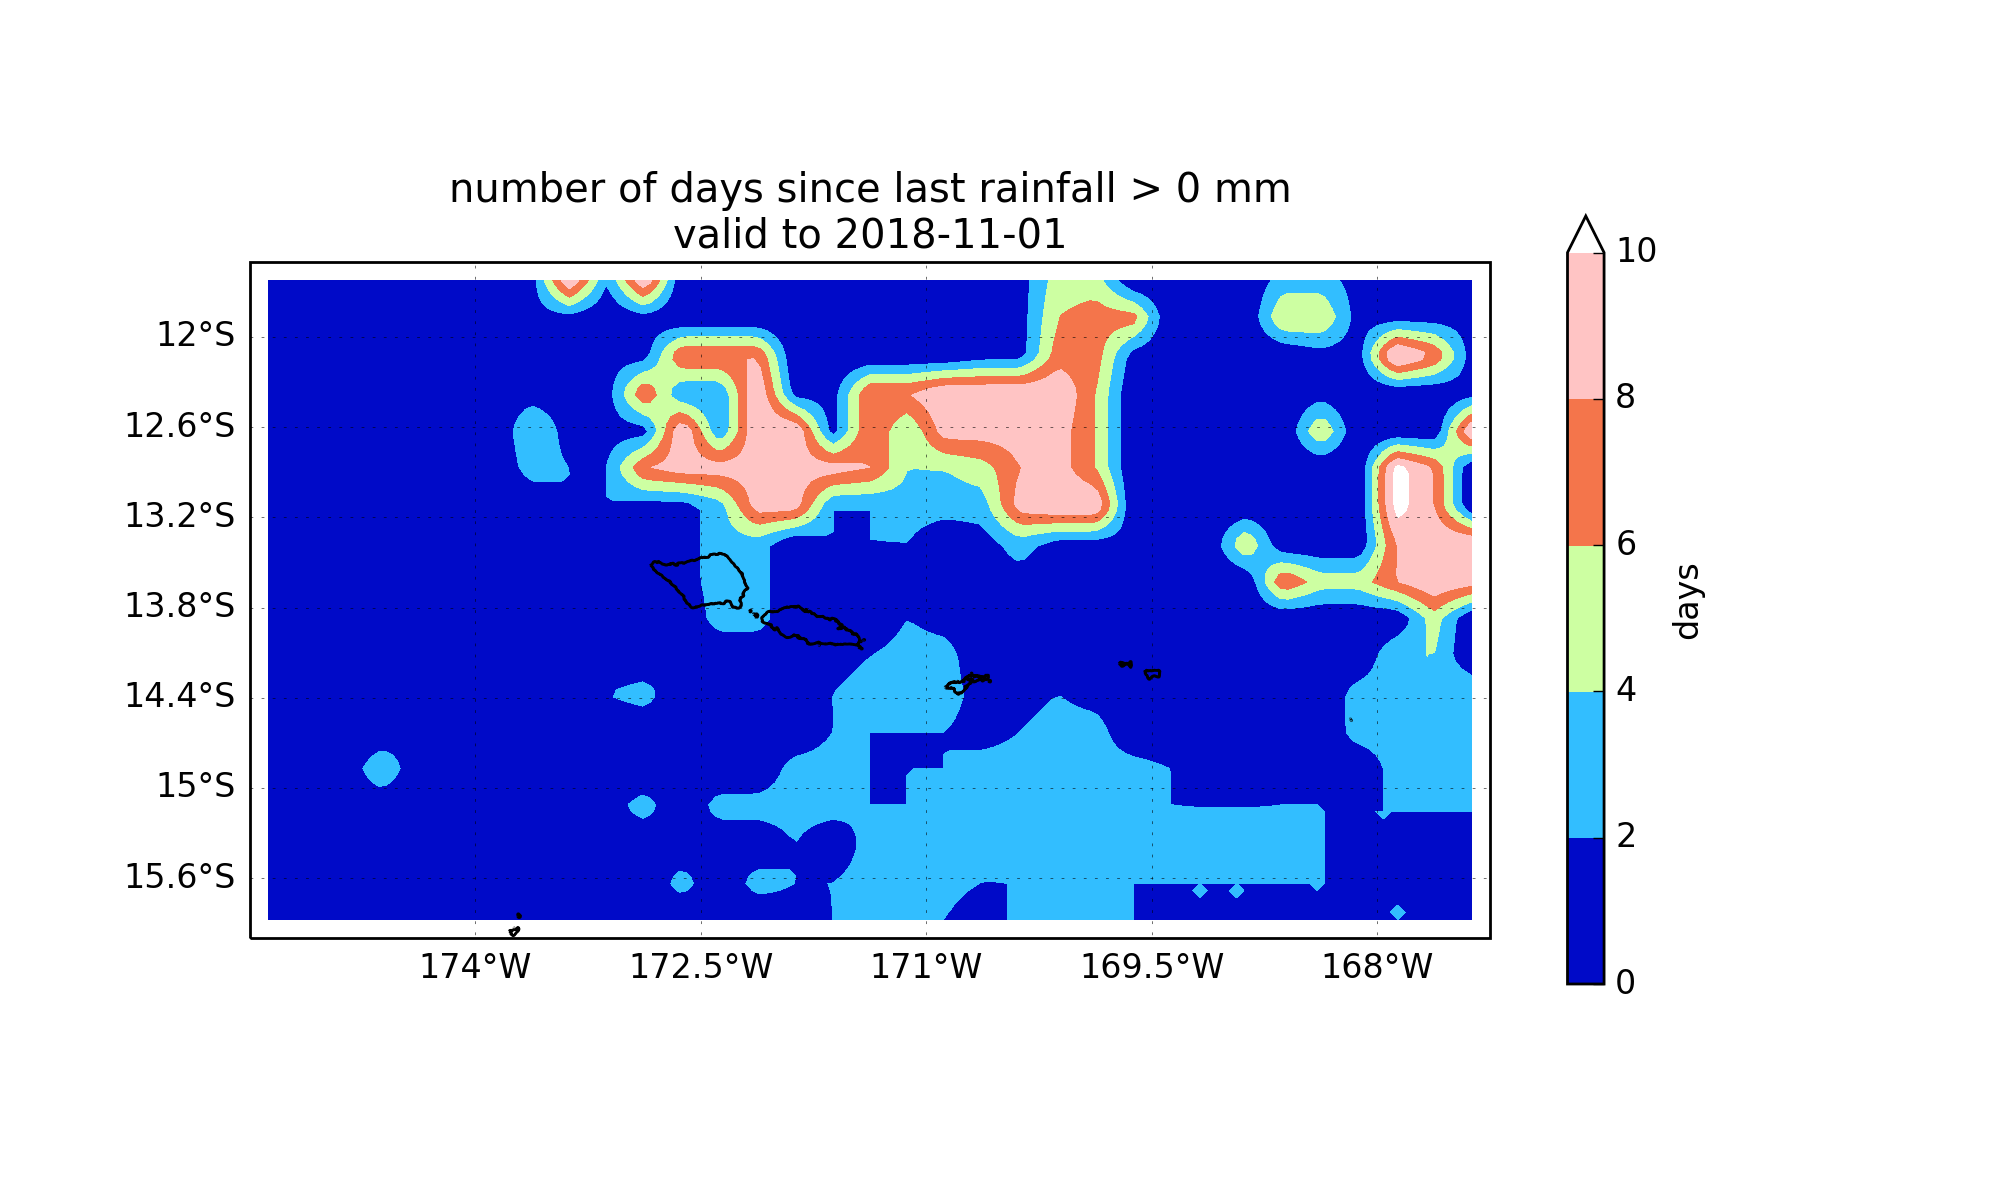 number of days since last rainfall > 0 mm
valid to 2018-11-01
12°S
12.6°S
13.2°S
13.8°S
14.4°S
15°S
15.6°S
174°W 172.5°W 171°W 169.5°W 168°W
10
8
6
4
2
0
days